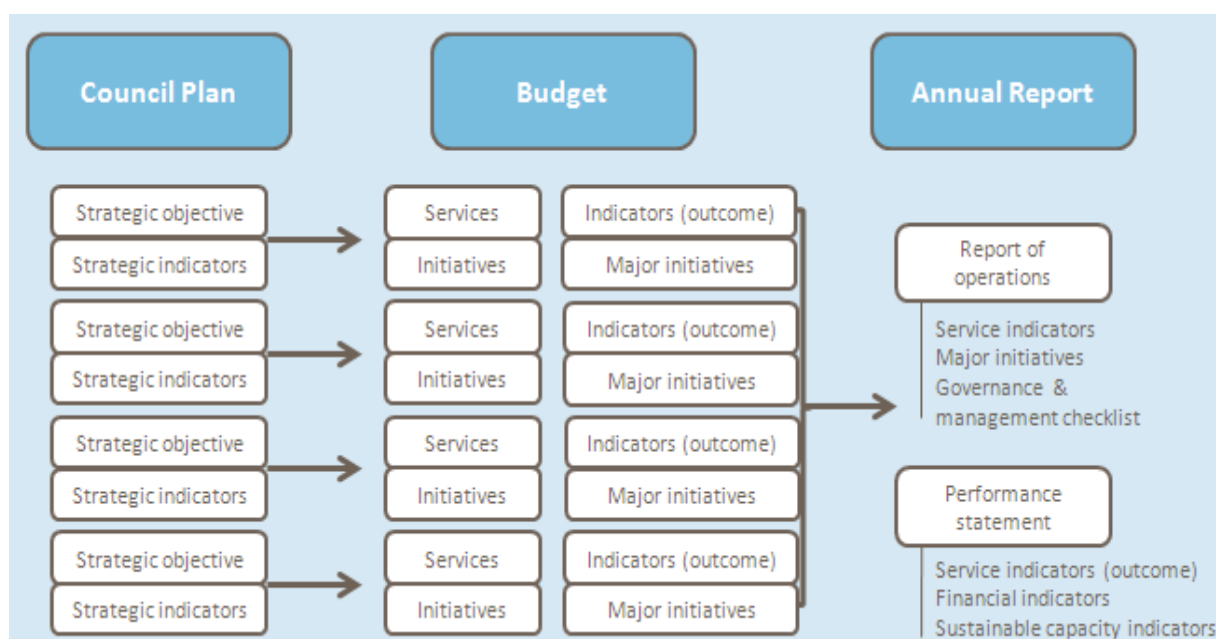 Council Plan
Budget
Annual Report
Strategic objective
Strategic indicators
Services
Initiatives
Indicators (outcome)
Major initiatives
Strategic objective
Strategic indicators
Services
Initiatives
Indicators (outcome)
Major initiatives
Strategic objective
Strategic indicators
Services
Initiatives
Indicators (outcome)
Major initiatives
Strategic objective
Strategic indicators
Services
Initiatives
Indicators (outcome)
Major initiatives
Report of
operations
Service indicators
Major initiatives
Governance &
management checklist
Performance
statement
Service indicators (outcome)
Financial indicators
Sustainable capacity indicators